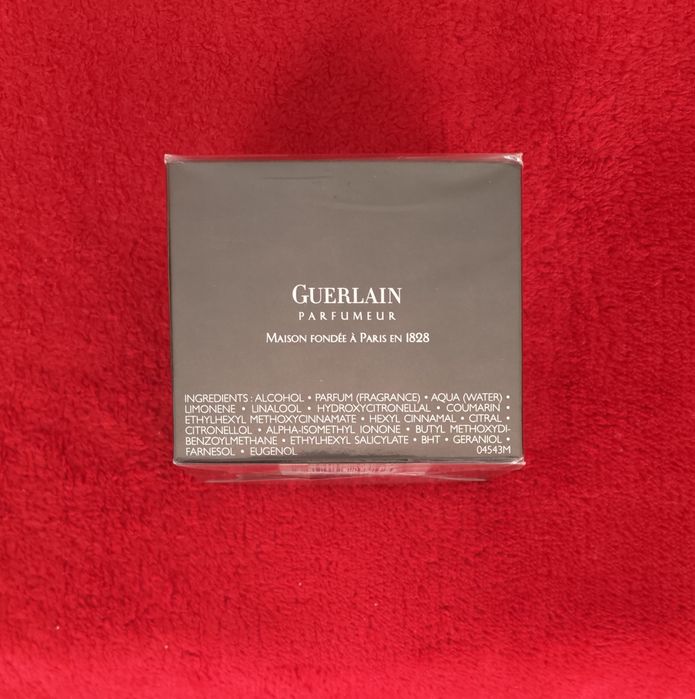 GUERLAIN
PARFUMEUR
MAISON FONDÉE À PARIS EN 1828
INGREDIENTS : ALCOHOL • PARFUM (FRAGRANCE) • AQUA (WATER) •
LIMONENE • LINALOOL • HYDROXYCITRONELLAL • COUMARIN •
ETHYLHEXYL METHOXYCINNAMATE • HEXYL CINNAMAL • CITRAL •
CITRONELLOL • ALPHA-ISOMETHYL IONONE • BUTYL METHOXYDI-
BENZOYLMETHANE • ETHYLHEXYL SALICYLATE • BHT • GERANIOL •
FARNESOL • EUGENOL 04543M